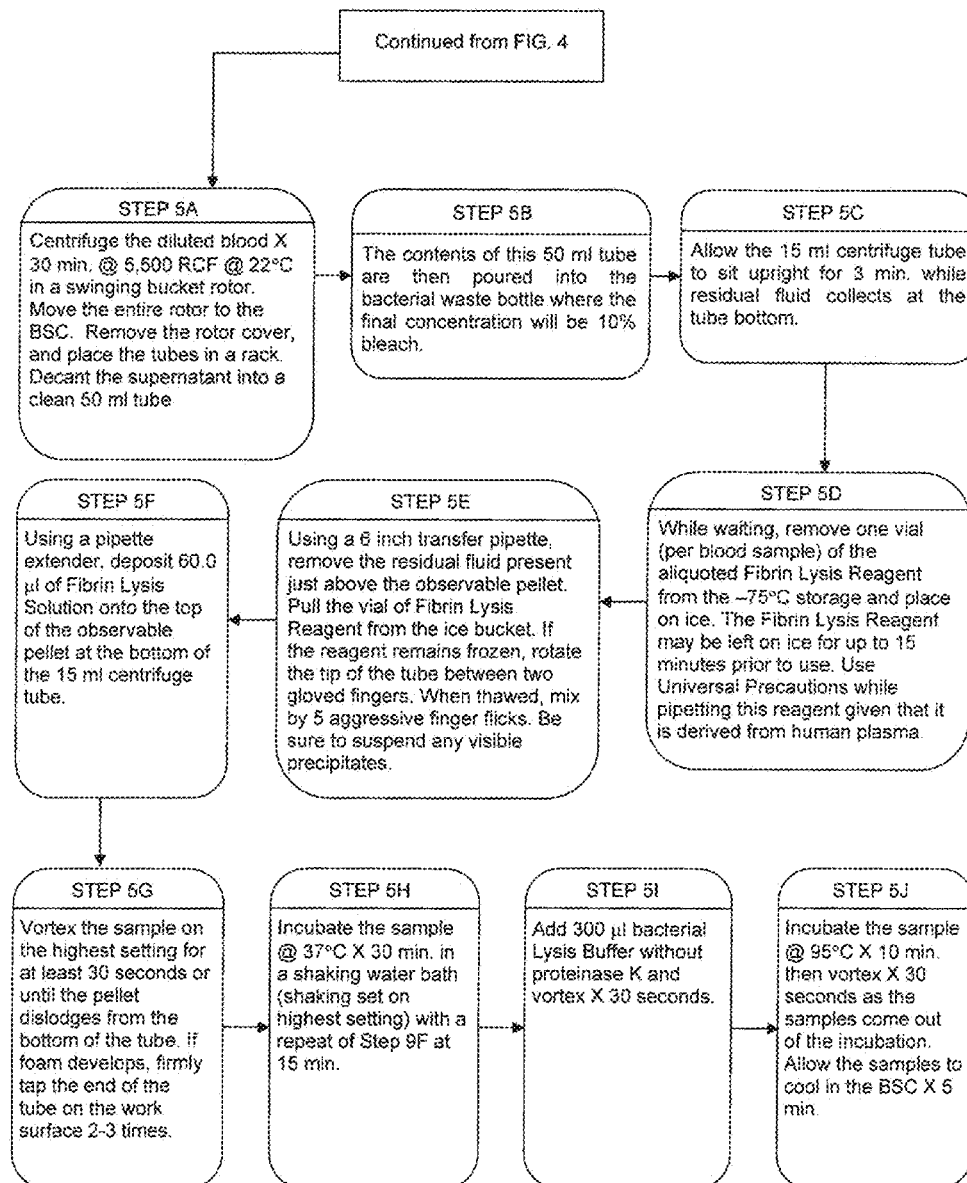 Continued from FIG. 4
STEP 5A
Centrifuge the diluted blood X
30 min. @ 5,500 RCF @ 22°C
in a swinging bucket rotor.
Move the entire rotor to the
BSC. Remove the rotor cover,
and place the tubes in a rack.
Decant the supernatant into a
clean 50 ml tube
STEP 5B
The contents of this 50 ml tube
are then poured into the
bacterial waste bottle where the
final concentration will be 10%
bleach.
STEP 5C
Allow the 15 ml centrifuge tube
to sit upright for 3 min. while
residual fluid collects at the
tube bottom.
STEP 5D
While waiting, remove one vial
(per blood sample) of the
aliquoted Fibrin Lysis Reagent
from the –75°C storage and place
on ice. The Fibrin Lysis Reagent
may be left on ice for up to 15
minutes prior to use. Use
Universal Precautions while
pipetting this reagent given that it
is derived from human plasma.
STEP 5E
Using a 6 inch transfer pipette,
remove the residual fluid present
just above the observable pellet.
Pull the vial of Fibrin Lysis
Reagent from the ice bucket. If
the reagent remains frozen, rotate
the tip of the tube between two
gloved fingers. When thawed, mix
by 5 aggressive finger flicks. Be
sure to suspend any visible
precipitates.
STEP 5F
Using a pipette
extender, deposit 60.0
µl of Fibrin Lysis
Solution onto the top
of the observable
pellet at the bottom of
the 15 ml centrifuge
tube.
STEP 5G
Vortex the sample on
the highest setting for
at least 30 seconds or
until the pellet
dislodges from the
bottom of the tube. If
foam develops, firmly
tap the end of the
tube on the work
surface 2-3 times.
STEP 5H
Incubate the sample
@ 37°C X 30 min. in
a shaking water bath
(shaking set on
highest setting) with a
repeat of Step 9F at
15 min.
STEP 5I
Add 300 µl bacterial
Lysis Buffer without
proteinase K and
vortex X 30 seconds.
STEP 5J
Incubate the sample
@ 95°C X 10 min.
then vortex X 30
seconds as the
samples come out
of the incubation.
Allow the samples to
cool in the BSC X 5
min.